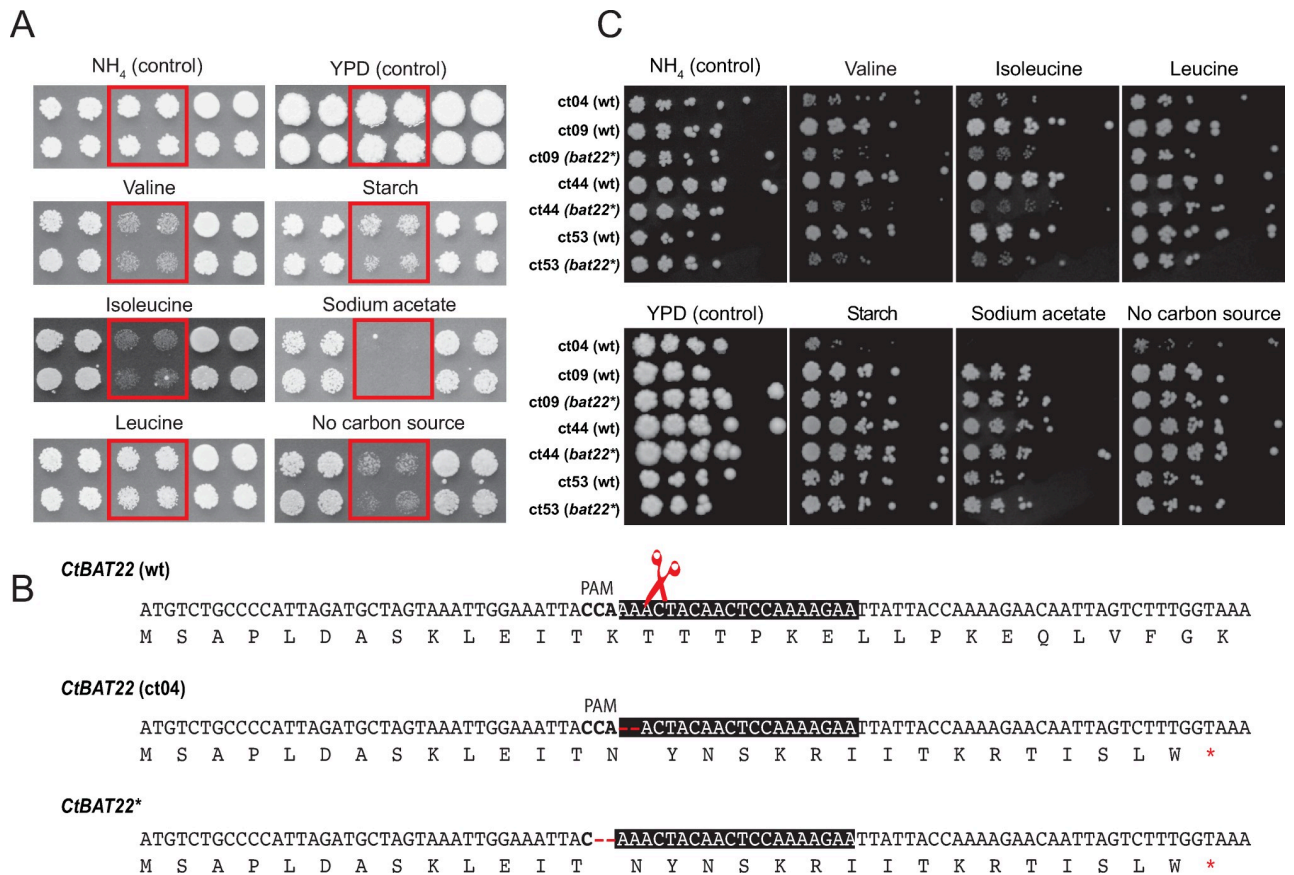 A
NH4 (control)
YPD (control)
Valine
Starch
Isoleucine
Sodium acetate
Leucine
No carbon source
C
NH4 (control)
Valine
Isoleucine
Leucine
ct04 (wt)
ct09 (wt)
ct09 (bat22*)
ct44 (wt)
ct44 (bat22*)
ct53 (wt)
ct53 (bat22*)
YPD (control)
Starch
Sodium acetate
No carbon source
ct04 (wt)
ct09 (wt)
ct09 (bat22*)
ct44 (wt)
ct44 (bat22*)
ct53 (wt)
ct53 (bat22*)
B
CtBAT22 (wt)
PAM
ATGTCTGCCCCATTAGATGCTAGTAAATTGGAAATTACCAAAACTACAACTCCAAAAGAATTATTACCAAAAGAACAATTAGTCTTTGGTAAA
M S A P L D A S K L E I T K T T T P K E L L P K E Q L V F G K
CtBAT22 (ct04)
PAM
ATGTCTGCCCCATTAGATGCTAGTAAATTGGAAATTACCA--ACTACAACTCCAAAAGAATTATTACCAAAAGAACAATTAGTCTTTGGTAAA
M S A P L D A S K L E I T N Y N S K R I I T K R T I S L W *
CtBAT22*
ATGTCTGCCCCATTAGATGCTAGTAAATTGGAAATTAC--AAACTACAACTCCAAAAGAATTATTACCAAAAGAACAATTAGTCTTTGGTAAA
M S A P L D A S K L E I T N Y N S K R I I T K R T I S L W *